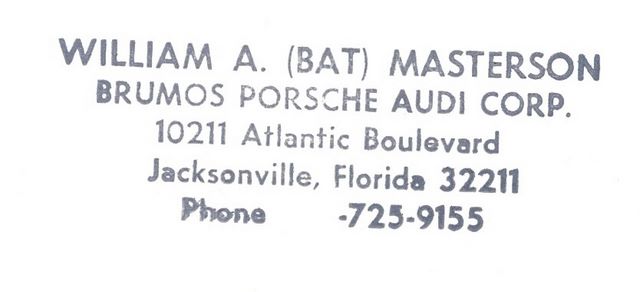 WILLIAM A. (BAT) MASTERSON
BRUMOS PORSCHE AUDI CORP.
10211 Atlantic Boulevard
Jacksonville, Florida 32211
Phone -725-9155